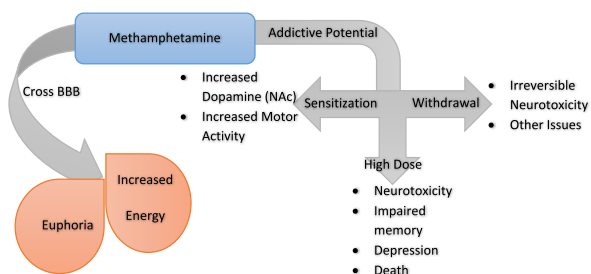 Methamphetamine
Addictive Potential
Cross BBB
• Increased
Dopamine (NAc)
• Increased Motor
Activity
Sensitization
Withdrawal
• Irreversible
Neurotoxicity
• Other Issues
High Dose
• Neurotoxicity
• Impaired
memory
• Depression
• Death
Increased
Energy
Euphoria